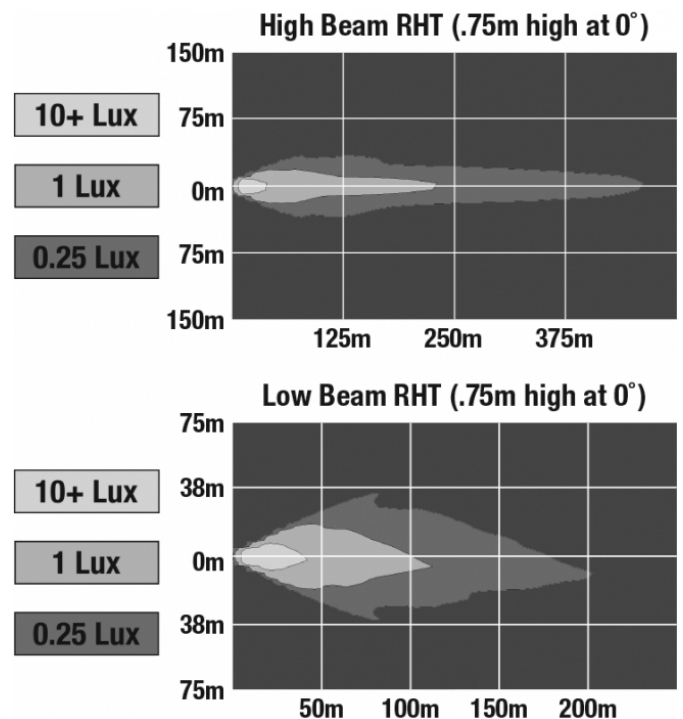 High Beam RHT (.75m high at 0˚)
150m
10+ Lux
75m
1 Lux
0m
0.25 Lux
75m
150m
125m 250m 375m
Low Beam RHT (.75m high at 0˚)
75m
10+ Lux
38m
1 Lux
0m
0.25 Lux
38m
75m
50m 100m 150m 200m